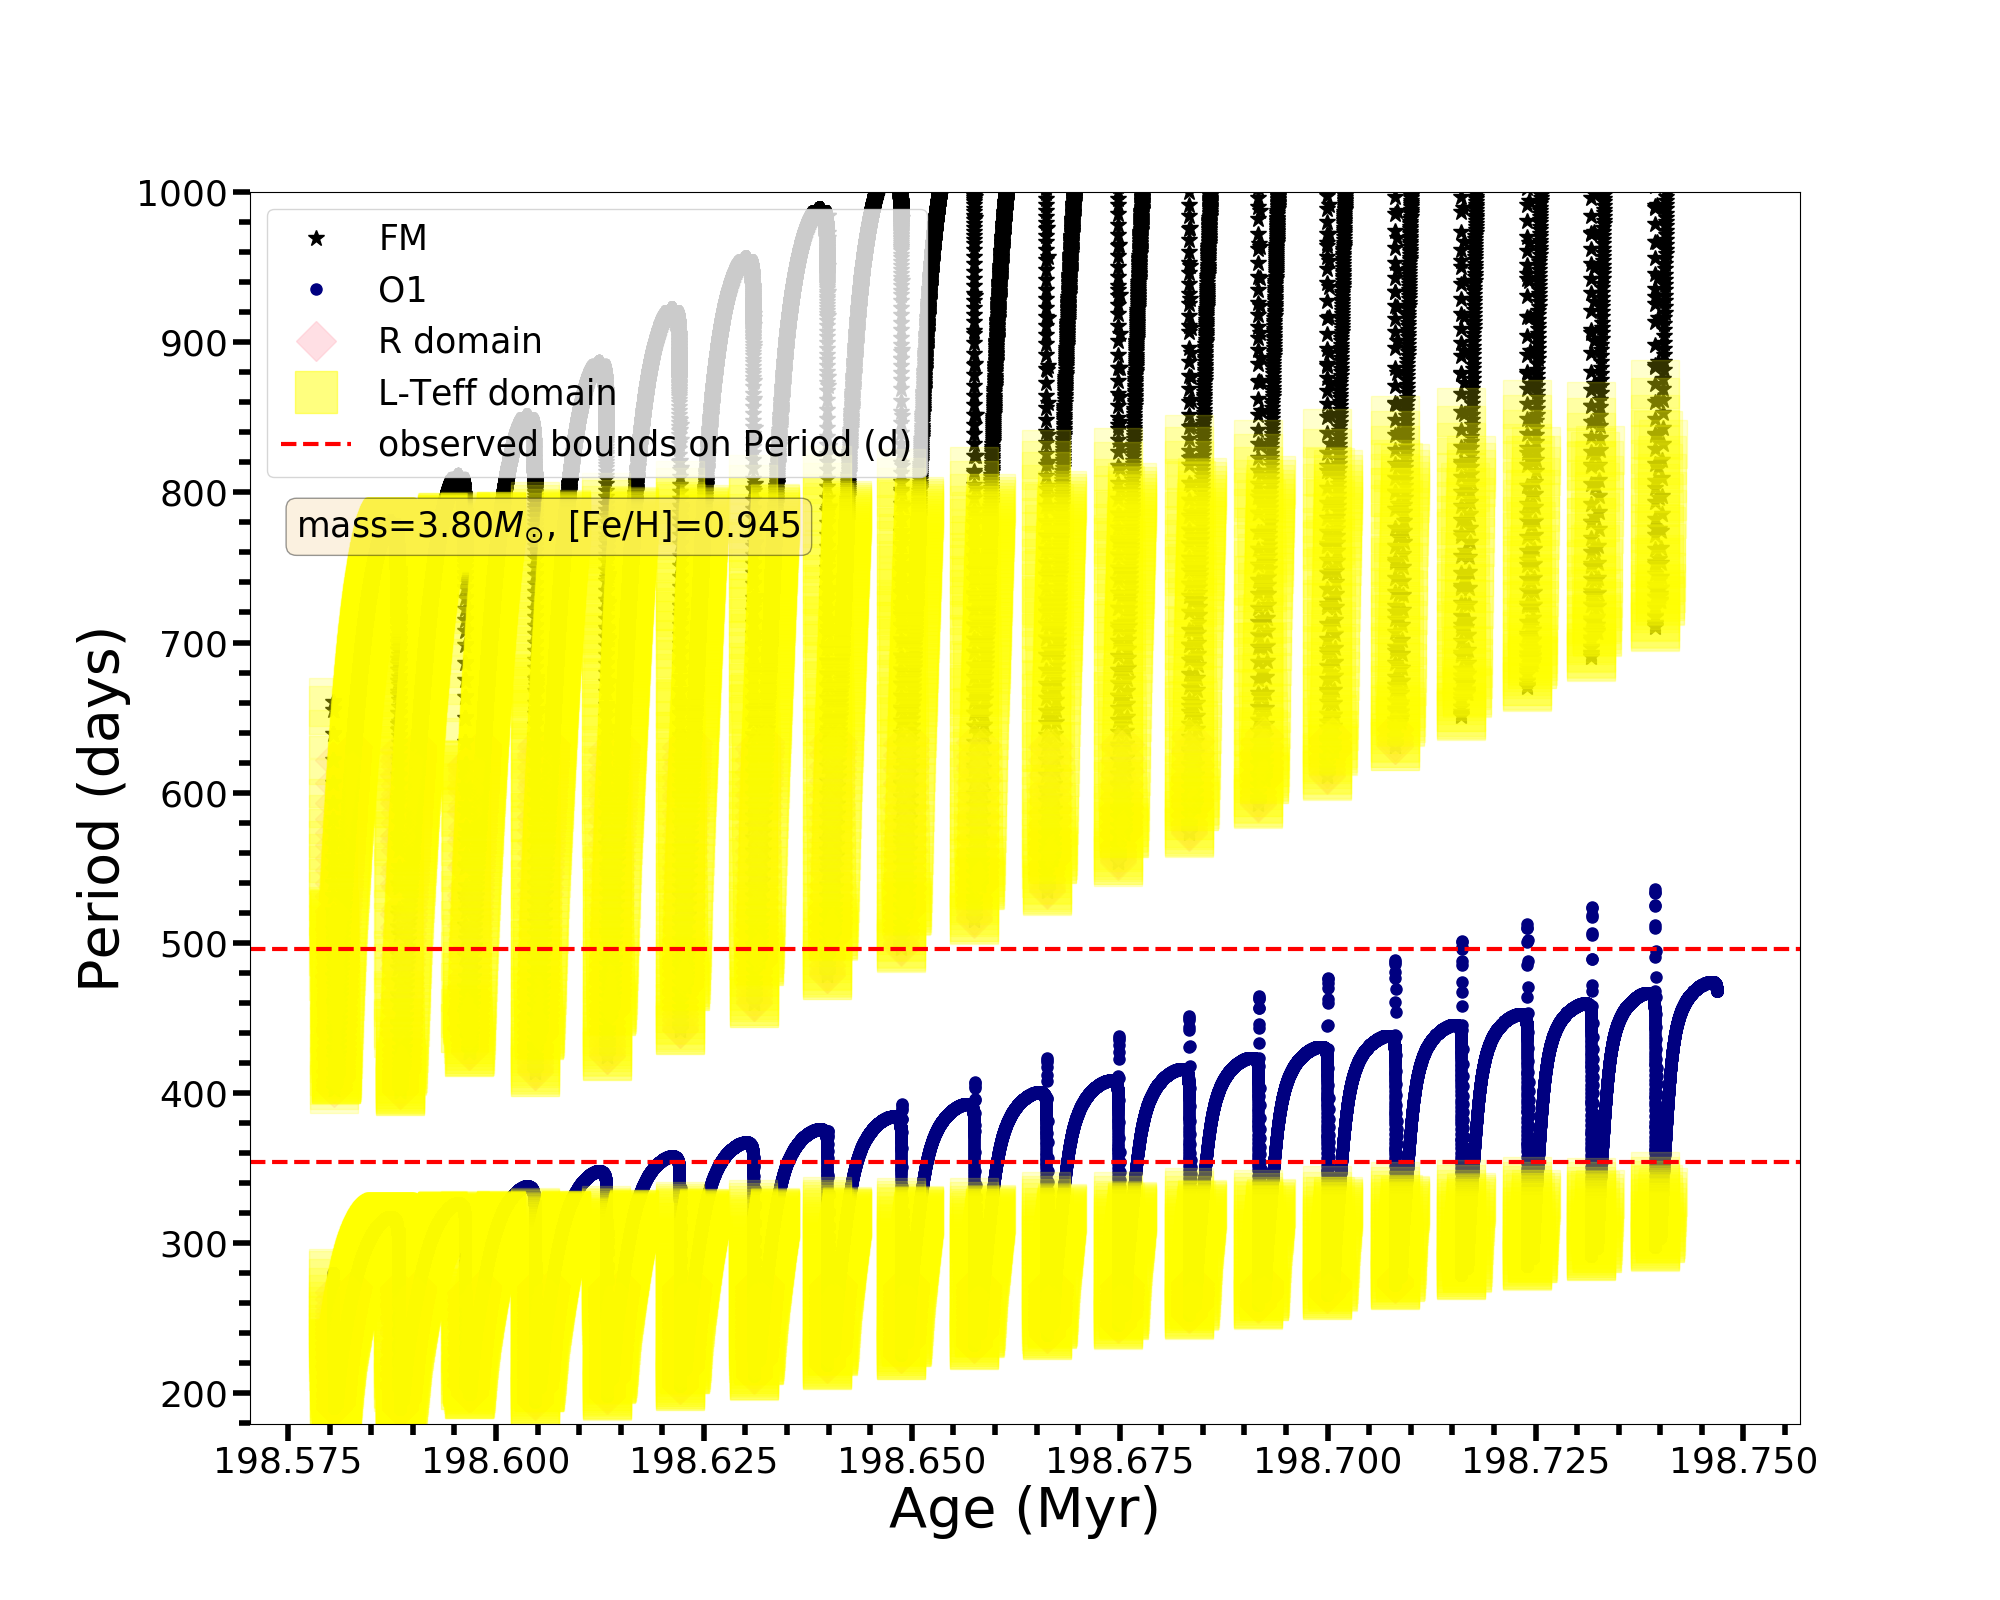 FM
O1
R domain
L-Teff domain
observed bounds on Period (d)
mass=3.80M⊙, [Fe/H]=0.945
1000
900
800
700
600
500
400
300
200
Period (days)
198.575 198.600 198.625 198.650 198.675 198.700 198.725 198.750
Age (Myr)